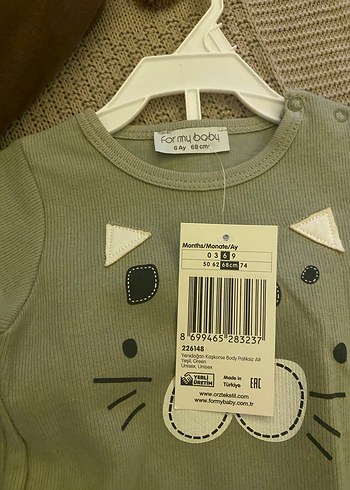 for my baby
6 Ay 68 cm
Months/Monate/Ay
0 3 6 9
50 62 68cm 74
8 699465 283237
226148
Yenidoğan Kaşkorse Body Patiksiz Alt
Yeşil, Green
Unisex, Unisex
YERLİ
ÜRETİM
Made in
Türkiye
EAC
www.orztekstil.com
www.formybaby.com.tr